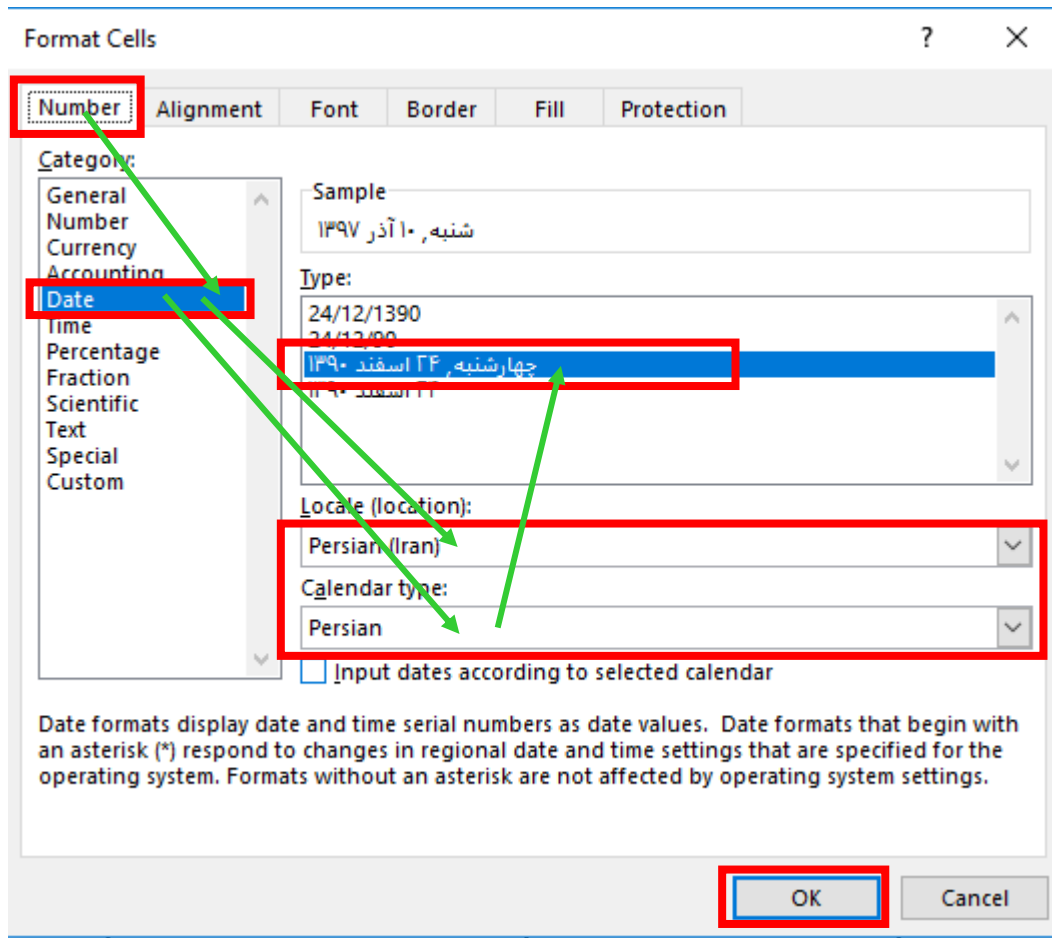 Format Cells
?
Number
Alignment
Font
Border
Fill
Protection
Category:
General
Number
Currency
Accounting
Date
Time
Percentage
Fraction
Scientific
Text
Special
Custom
Sample
شنبه, ۱۰ آذر ۱۳۹۷
Type:
24/12/1390
24/12/90
چهارشنبه, ۲۴ اسفند ۱۳۹۰
۲۴ اسفند ۱۳۹۰
Locale (location):
Persian (Iran)
Calendar type:
Persian
Input dates according to selected calendar
Date formats display date and time serial numbers as date values. Date formats that begin with
an asterisk (*) respond to changes in regional date and time settings that are specified for the
operating system. Formats without an asterisk are not affected by operating system settings.
OK
Cancel